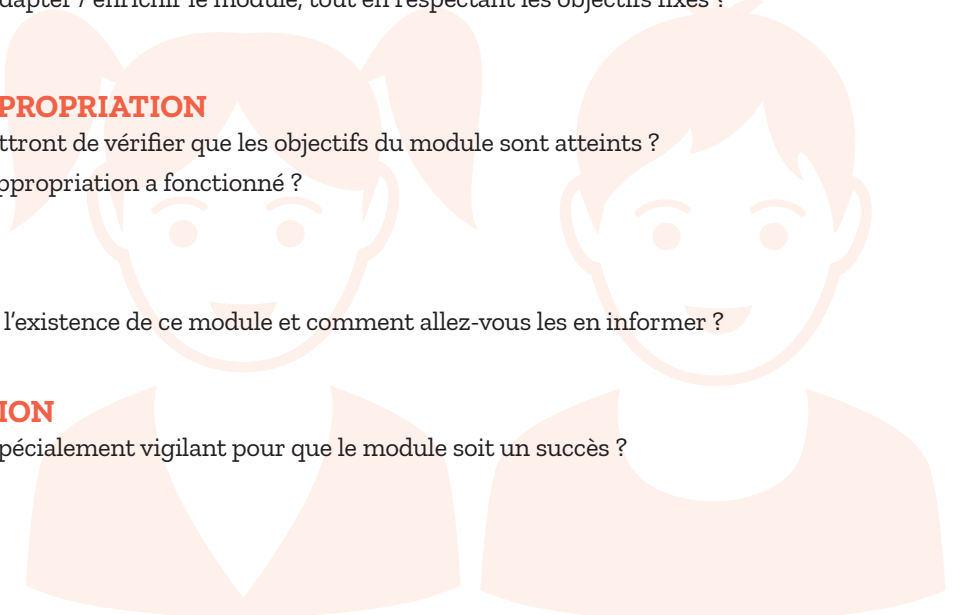 dapter / enrichir le module, tout en respectant les objectifs fixés ?
PROPRIATION
ttront de vérifier que les objectifs du module sont atteints ?
ppropriation a fonctionné ?
l’existence de ce module et comment allez-vous les en informer ?
ION
pécialement vigilant pour que le module soit un succès ?